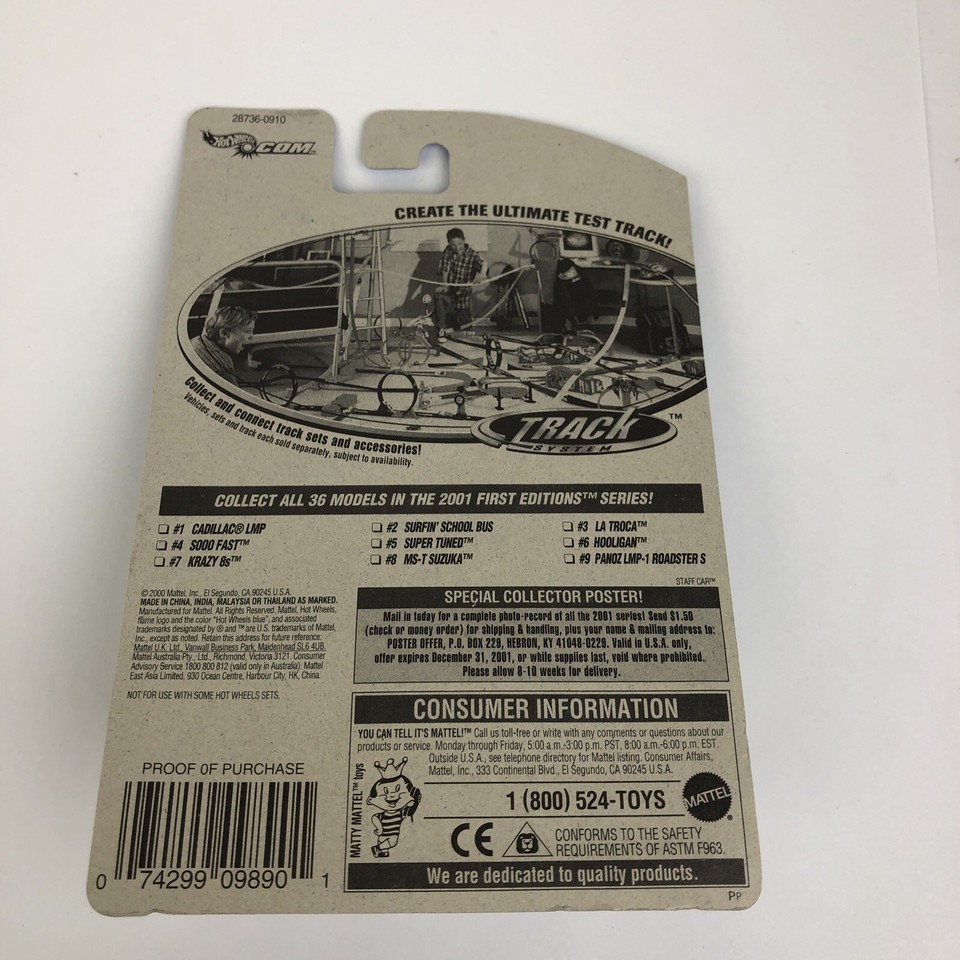 28736-0910
Hot Wheels .COM™
CREATE THE ULTIMATE TEST TRACK!
Collect and connect track sets and accessories!
Vehicles, sets and track each sold separately, subject to availability.
TRACK™
SYSTEM
COLLECT ALL 36 MODELS IN THE 2001 FIRST EDITIONS™ SERIES!
#1 CADILLAC® LMP #2 SURFIN' SCHOOL BUS #3 LA TROCA™
#4 SOOO FAST™ #5 SUPER TUNED™ #6 HOOLIGAN™
#7 KRAZY 8s™ #8 MS-T SUZUKA™ #9 PANOZ LMP-1 ROADSTER S
STAFF CAR™
© 2000 Mattel, Inc., El Segundo, CA 90245 U.S.A.
MADE IN CHINA, INDIA, MALAYSIA OR THAILAND AS MARKED.
Manufactured for Mattel. All Rights Reserved. Mattel, Hot Wheels,
flame logo and the color "Hot Wheels blue", and associated
trademarks designated by ® and ™ are U.S. trademarks of Mattel,
Inc., except as noted. Retain this address for future reference.
Mattel U.K. Ltd., Vanwall Business Park, Maidenhead SL6 4UB.
Mattel Australia Pty., Ltd., Richmond, Victoria 3121. Consumer
Advisory Service 1800 800 812 (valid only in Australia). Mattel
East Asia Limited, 930 Ocean Centre, Harbour City, HK, China.
NOT FOR USE WITH SOME HOT WHEELS SETS.
SPECIAL COLLECTOR POSTER!
Mail in today for a complete photo-record of all the 2001 series! Send $1.50
(check or money order) for shipping & handling, plus your name & mailing address to:
POSTER OFFER, P.O. BOX 229, HEBRON, KY 41048-0229. Valid in U.S.A. only,
offer expires December 31, 2001, or while supplies last, void where prohibited.
Please allow 8-10 weeks for delivery.
CONSUMER INFORMATION
YOU CAN TELL IT'S MATTEL!™ Call us toll-free or write with any comments or questions about our
products or service. Monday through Friday, 5:00 a.m.-3:00 p.m. PST, 8:00 a.m.-6:00 p.m. EST.
Outside U.S.A., see telephone directory for Mattel listing. Consumer Affairs,
Mattel, Inc., 333 Continental Blvd., El Segundo, CA 90245 U.S.A.
MATTY MATTEL™ toys
1 (800) 524-TOYS
MATTEL®
CE
CONFORMS TO THE SAFETY
REQUIREMENTS OF ASTM F963.
We are dedicated to quality products.
PROOF OF PURCHASE
0 74299 09890 1
PP